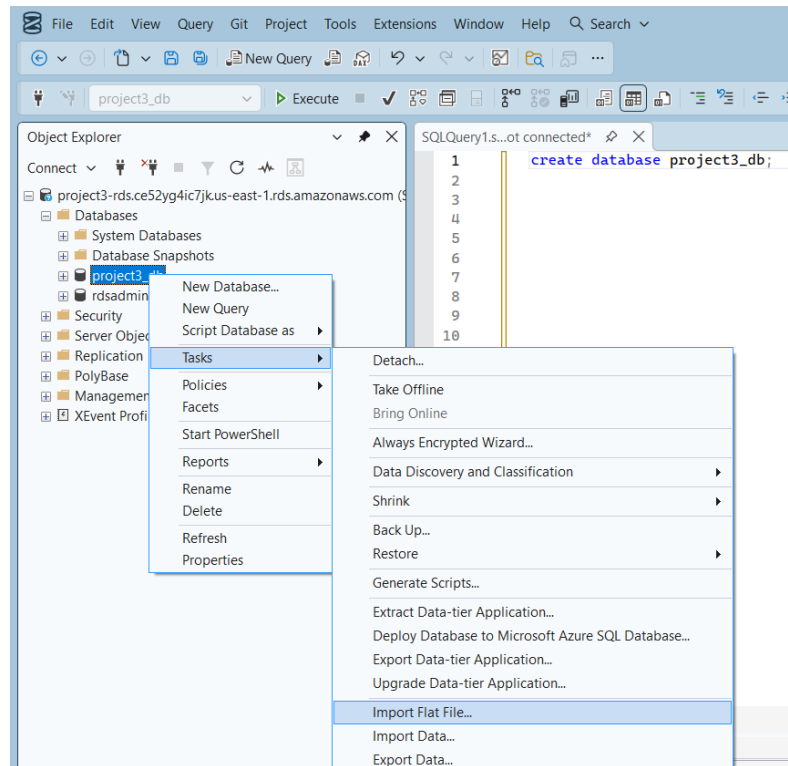 File Edit View Query Git Project Tools Extensions Window Help Search
New Query
project3_db Execute
Object Explorer
SQLQuery1.s...ot connected*
Connect
project3-rds.ce52yg4ic7jk.us-east-1.rds.amazonaws.com (S
Databases
System Databases
Database Snapshots
project3_db
rdsadmin
Security
Server Objec
Replication
PolyBase
Managemen
XEvent Profi
1 create database project3_db;
2
3
4
5
6
7
8
9
10
New Database...
New Query
Script Database as
Tasks
Policies
Facets
Start PowerShell
Reports
Rename
Delete
Refresh
Properties
Detach...
Take Offline
Bring Online
Always Encrypted Wizard...
Data Discovery and Classification
Shrink
Back Up...
Restore
Generate Scripts...
Extract Data-tier Application...
Deploy Database to Microsoft Azure SQL Database...
Export Data-tier Application...
Upgrade Data-tier Application...
Import Flat File...
Import Data...
Export Data...